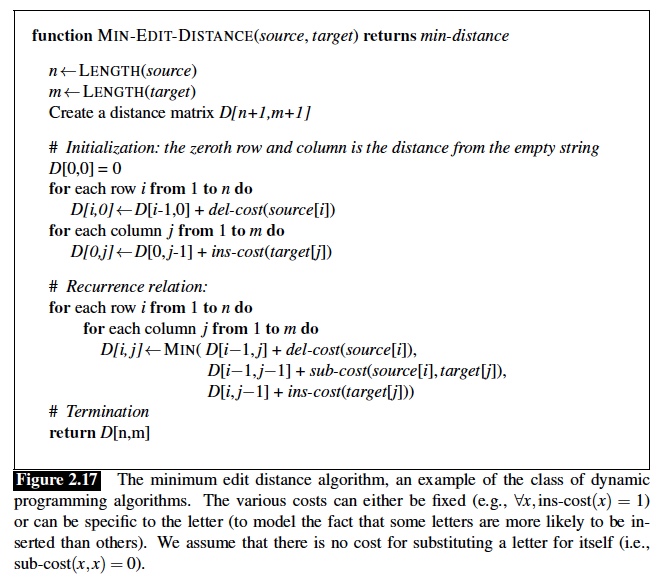 function MIN-EDIT-DISTANCE(source, target) returns min-distance
n←LENGTH(source)
m←LENGTH(target)
Create a distance matrix D[n+1,m+1]
# Initialization: the zeroth row and column is the distance from the empty string
D[0,0] = 0
for each row i from 1 to n do
D[i,0]←D[i-1,0] + del-cost(source[i])
for each column j from 1 to m do
D[0,j]←D[0,j-1] + ins-cost(target[j])
# Recurrence relation:
for each row i from 1 to n do
for each column j from 1 to m do
D[i,j]←MIN( D[i−1,j] + del-cost(source[i]),
D[i−1,j−1] + sub-cost(source[i],target[j]),
D[i,j−1] + ins-cost(target[j]))
# Termination
return D[n,m]
Figure 2.17 The minimum edit distance algorithm, an example of the class of dynamic
programming algorithms. The various costs can either be fixed (e.g., ∀x,ins-cost(x) = 1)
or can be specific to the letter (to model the fact that some letters are more likely to be in-
serted than others). We assume that there is no cost for substituting a letter for itself (i.e.,
sub-cost(x,x) = 0).